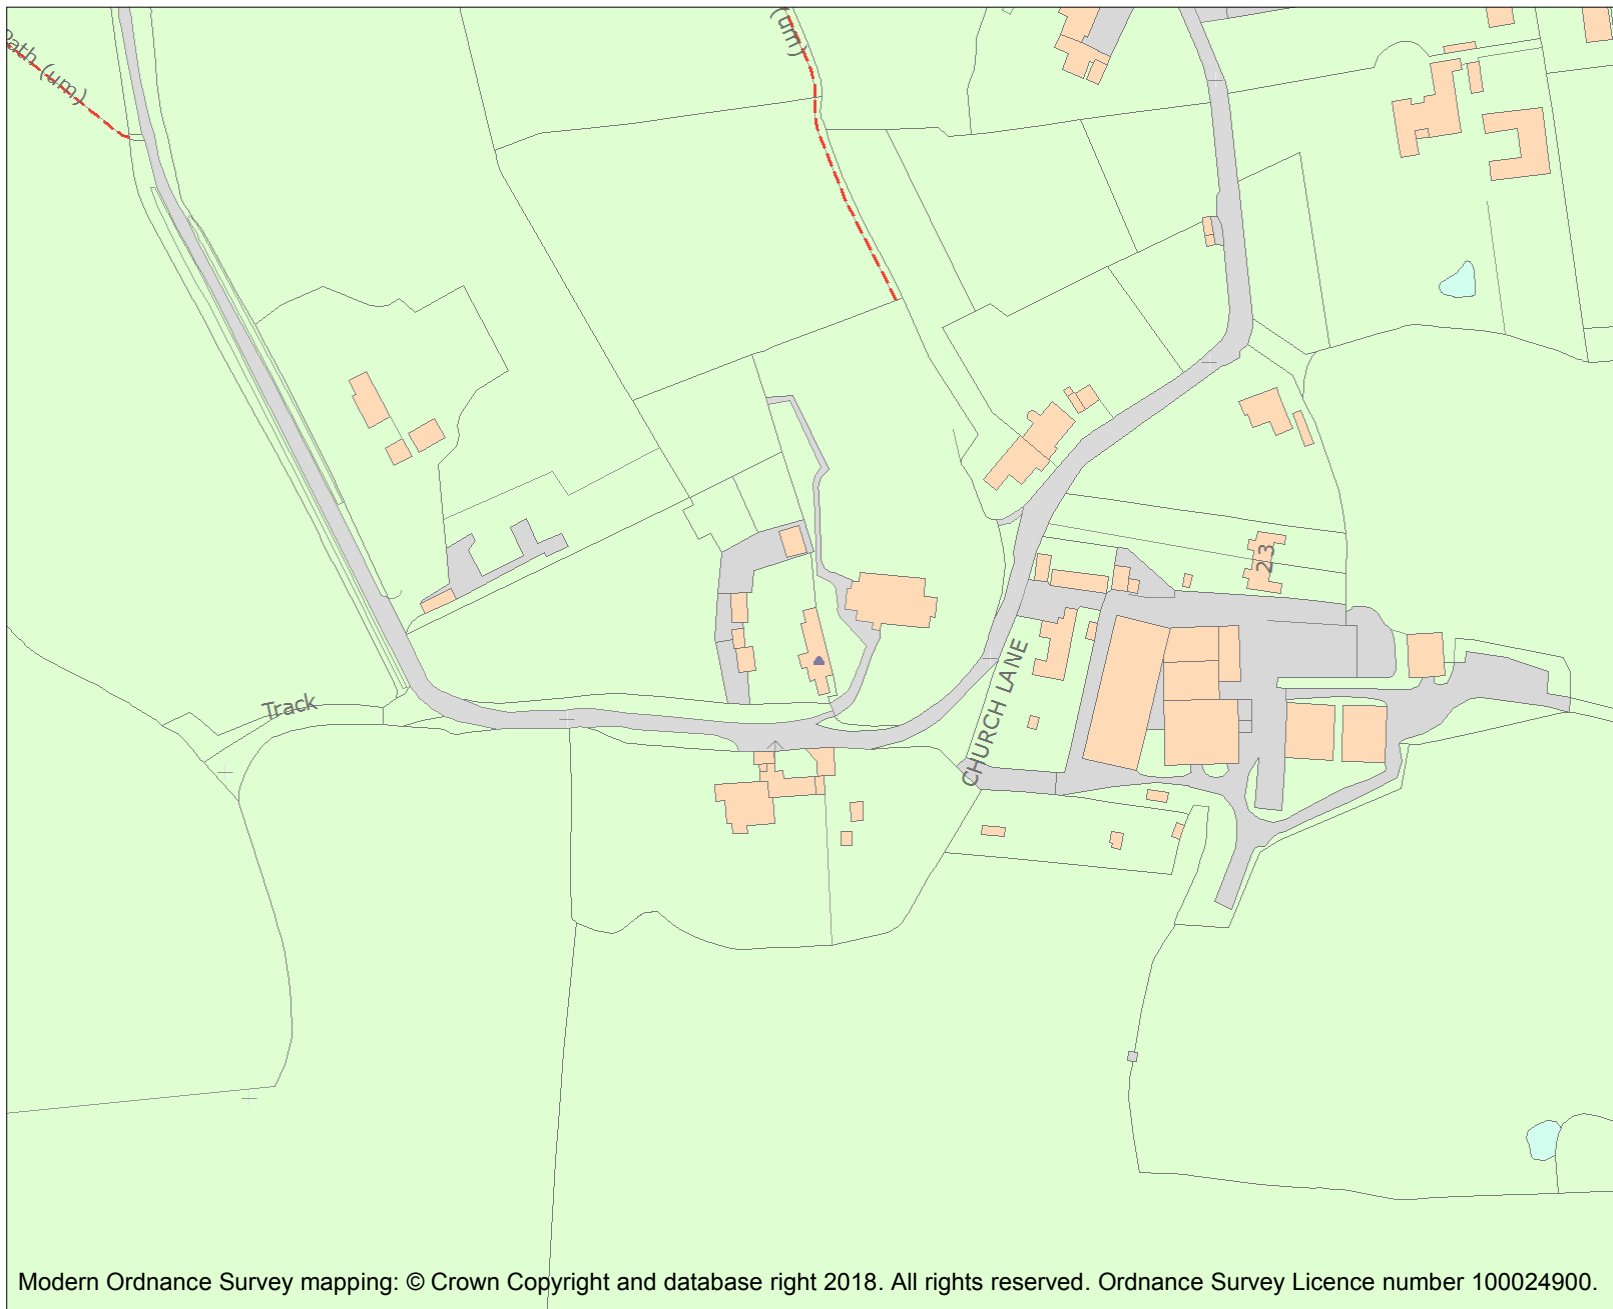 Path (um)
(um)
23
CHURCH LANE
Track
Modern Ordnance Survey mapping: © Crown Copyright and database right 2018. All rights reserved. Ordnance Survey Licence number 100024900.